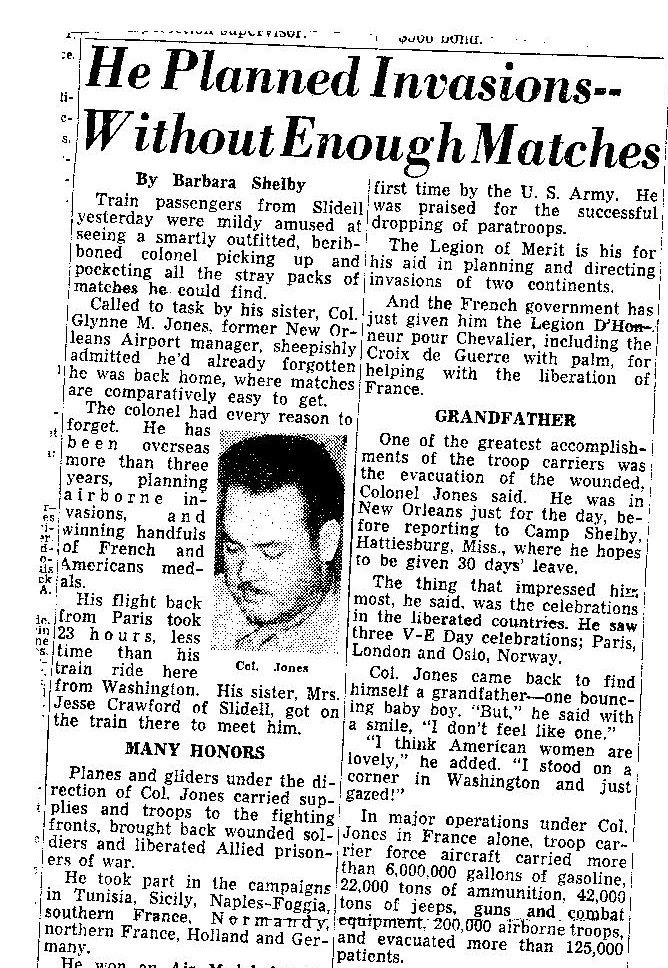 $500 bond.
He Planned Invasions--
Without Enough Matches
By Barbara Shelby
Train passengers from Slidell
yesterday were mildly amused at
seeing a smartly outfitted, berib-
boned colonel picking up and
pocketing all the stray packs of
matches he could find.
Called to task by his sister, Col.
Glynne M. Jones, former New Or-
leans Airport manager, sheepishly
admitted he'd already forgotten
he was back home, where matches
are comparatively easy to get.
The colonel had every reason to
forget. He has
been overseas
more than three
years, planning
airborne in-
vasions, and
winning handfuls
of French and
Americans med-
als.
His flight back
from Paris took
23 hours, less
time than his
train ride here
Col. Jones
from Washington. His sister, Mrs.
Jesse Crawford of Slidell, got on
the train there to meet him.
MANY HONORS
Planes and gliders under the di-
rection of Col. Jones carried sup-
plies and troops to the fighting
fronts, brought back wounded sol-
diers and liberated Allied prison-
ers of war.
He took part in the campaigns
in Tunisia, Sicily, Naples-Foggia,
southern France, Normandy,
northern France, Holland and Ger-
many.
He won an Air Medal
first time by the U. S. Army. He
was praised for the successful
dropping of paratroops.
The Legion of Merit is his for
his aid in planning and directing
invasions of two continents.
And the French government has
just given him the Legion D'Hon-
neur pour Chevalier, including the
Croix de Guerre with palm, for
helping with the liberation of
France.
GRANDFATHER
One of the greatest accomplish-
ments of the troop carriers was
the evacuation of the wounded,
Colonel Jones said. He was in
New Orleans just for the day, be-
fore reporting to Camp Shelby,
Hattiesburg, Miss., where he hopes
to be given 30 days' leave.
The thing that impressed him
most, he said, was the celebrations
in the liberated countries. He saw
three V-E Day celebrations; Paris,
London and Oslo, Norway.
Col. Jones came back to find
himself a grandfather—one bounc-
ing baby boy. "But," he said with
a smile, "I don't feel like one."
"I think American women are
lovely," he added. "I stood on a
corner in Washington and just
gazed!"
In major operations under Col.
Jones in France alone, troop car-
rier force aircraft carried more
than 6,000,000 gallons of gasoline,
22,000 tons of ammunition, 42,000
tons of jeeps, guns and combat
equipment, 200,000 airborne troops,
and evacuated more than 125,000
patients.